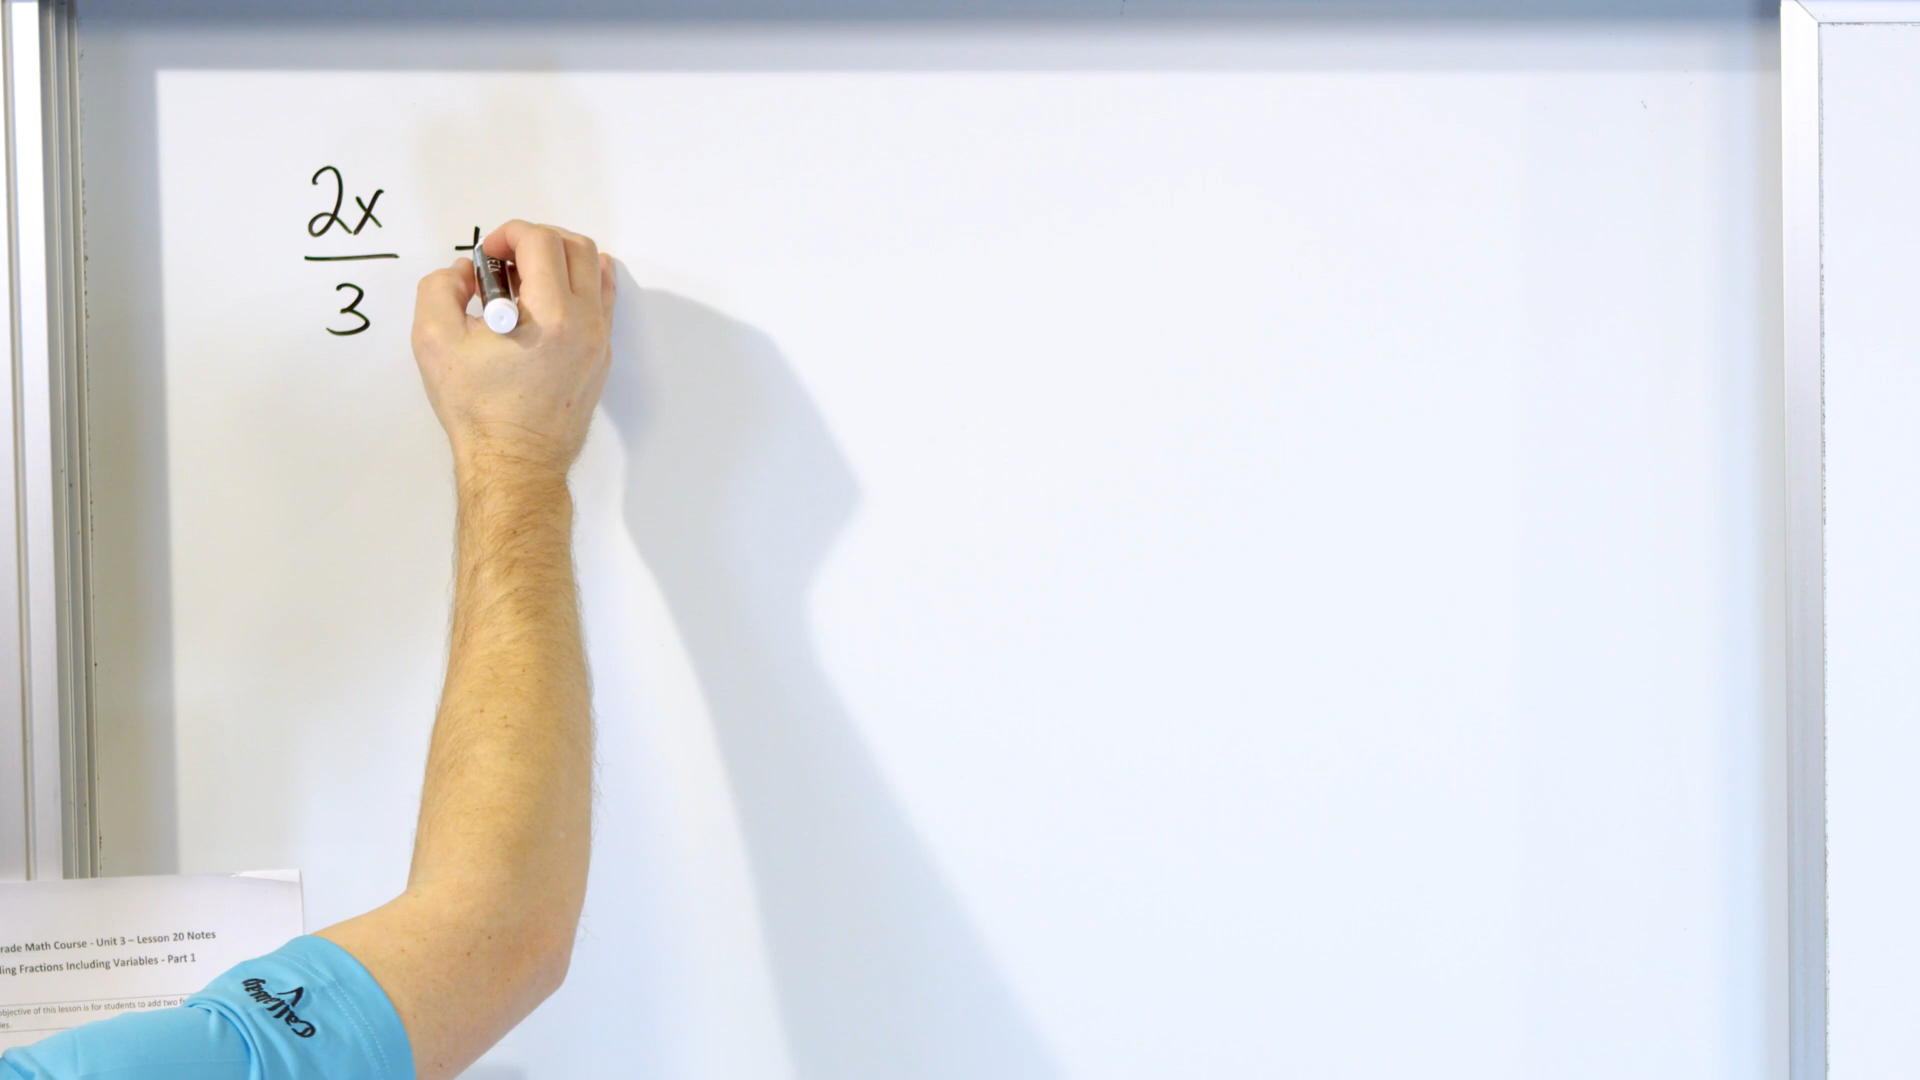 2x
3
+
rade Math Course - Unit 3 – Lesson 20 Notes
ing Fractions Including Variables - Part 1
objective of this lesson is for students to add two
Callaway